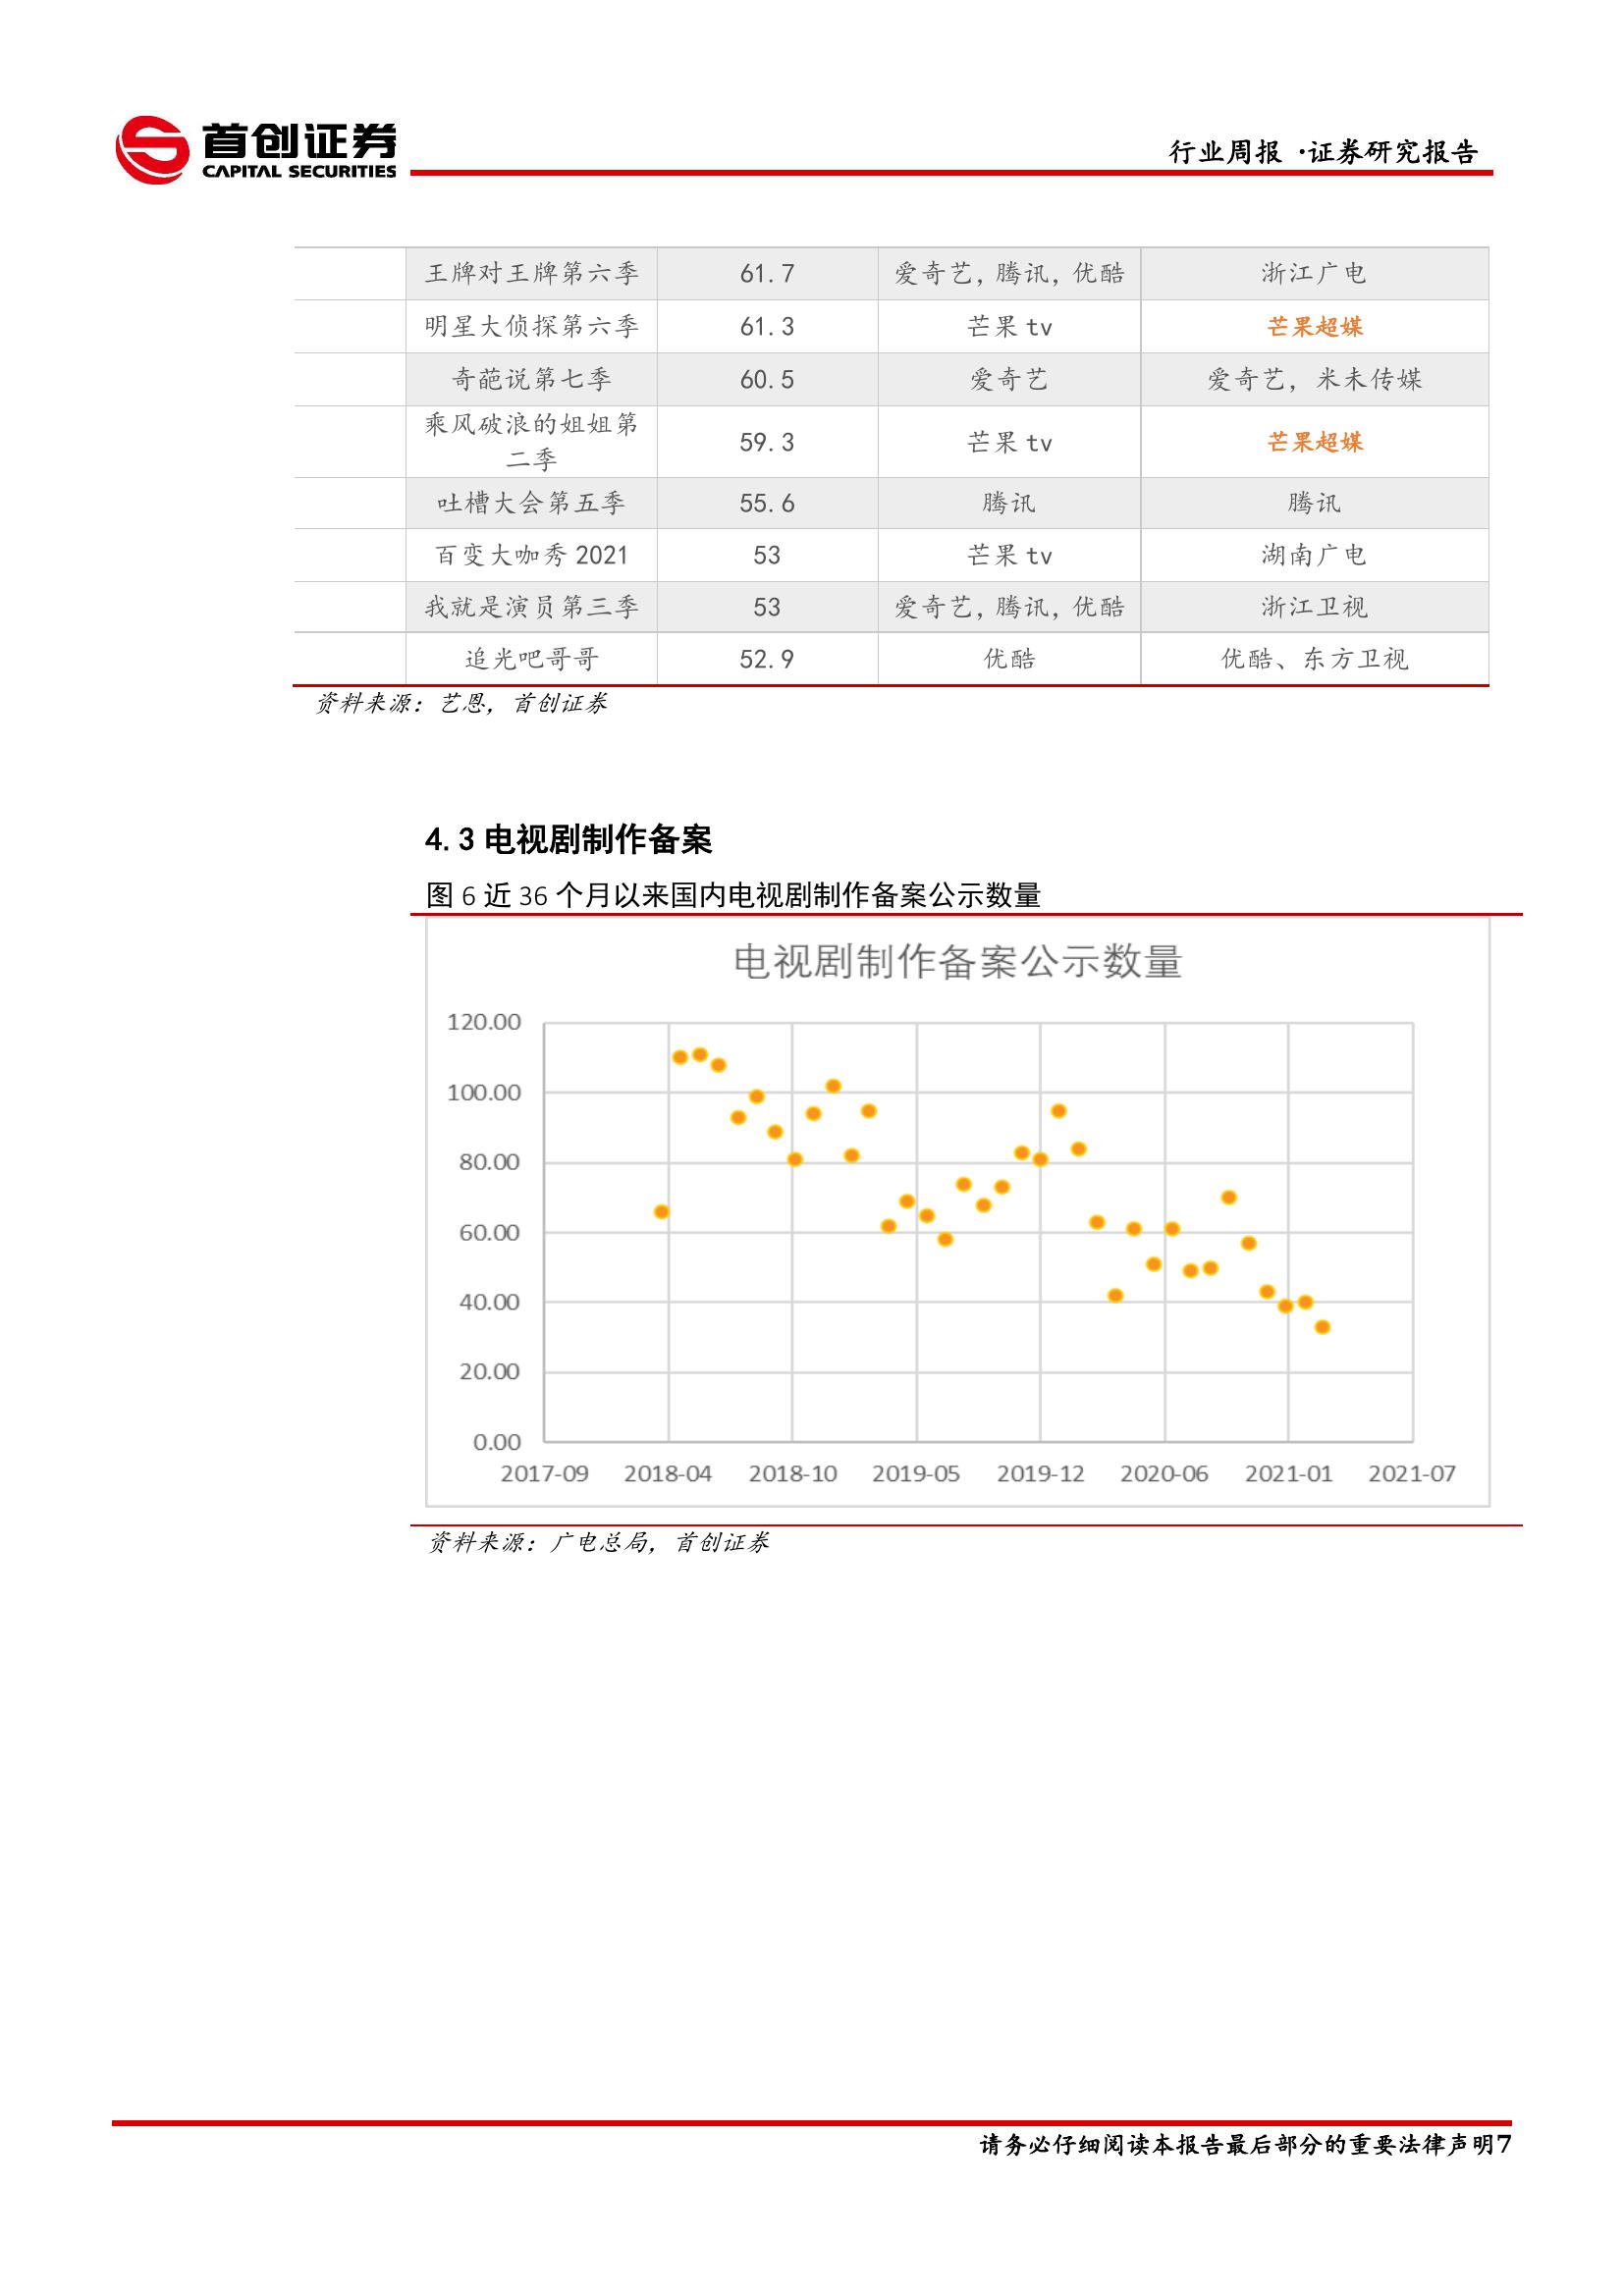 首创证券
CAPITAL SECURITIES
行业周报 ·证券研究报告
王牌对王牌第六季 61.7 爱奇艺，腾讯，优酷 浙江广电
明星大侦探第六季 61.3 芒果 tv 芒果超媒
奇葩说第七季 60.5 爱奇艺 爱奇艺，米未传媒
乘风破浪的姐姐第
二季 59.3 芒果 tv 芒果超媒
吐槽大会第五季 55.6 腾讯 腾讯
百变大咖秀 2021 53 芒果 tv 湖南广电
我就是演员第三季 53 爱奇艺，腾讯，优酷 浙江卫视
追光吧哥哥 52.9 优酷 优酷、东方卫视
资料来源：艺恩，首创证券
4.3 电视剧制作备案
图 6 近 36 个月以来国内电视剧制作备案公示数量
电视剧制作备案公示数量
120.00
100.00
80.00
60.00
40.00
20.00
0.00
2017-09 2018-04 2018-10 2019-05 2019-12 2020-06 2021-01 2021-07
资料来源：广电总局，首创证券
请务必仔细阅读本报告最后部分的重要法律声明7